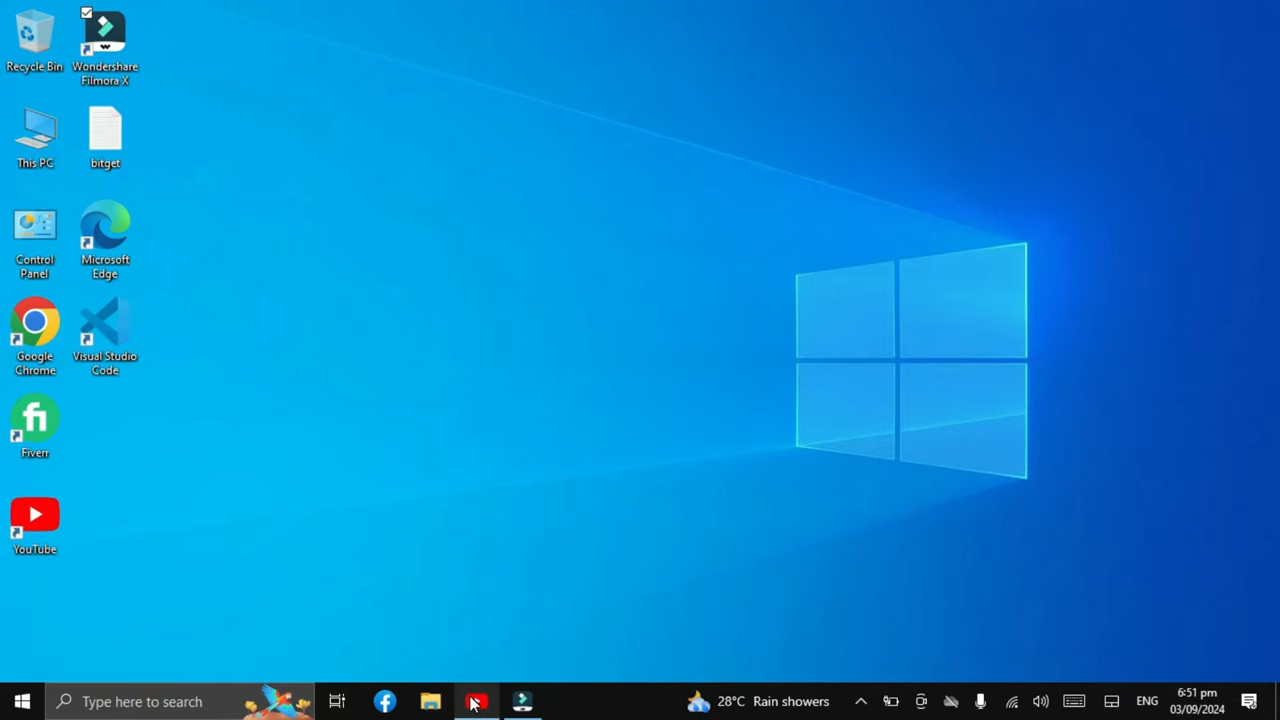 Recycle Bin
Wondershare
Filmora X
This PC
bitget
Control
Panel
Microsoft
Edge
Google
Chrome
Visual Studio
Code
fi
Fiverr
YouTube
Type here to search
28°C Rain showers
ENG
6:51 pm
03/09/2024